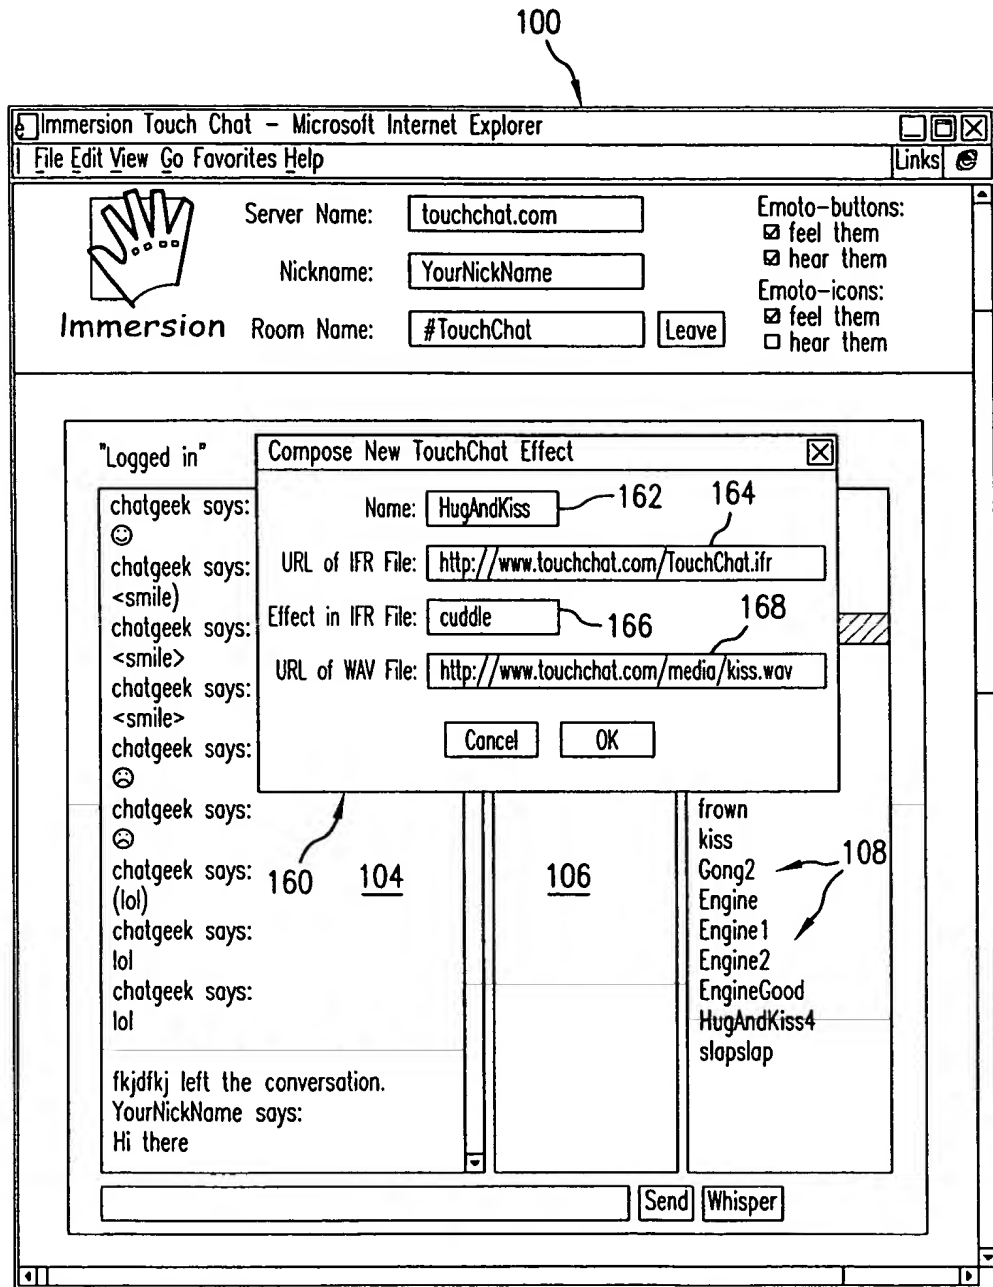 100
Immersion Touch Chat – Microsoft Internet Explorer
File Edit View Go Favorites Help
Links
Server Name: touchchat.com
Nickname: YourNickName
Immersion
Room Name: #TouchChat Leave
Emoto-buttons:
feel them
hear them
Emoto-icons:
feel them
hear them
"Logged in"
Compose New TouchChat Effect
Name: HugAndKiss
162
164
URL of IFR File: http://www.touchchat.com/TouchChat.ifr
Effect in IFR File: cuddle
166
168
URL of WAV File: http://www.touchchat.com/media/kiss.wav
Cancel OK
160
chatgeek says:
chatgeek says:
<smile)
chatgeek says:
<smile>
chatgeek says:
<smile>
chatgeek says:
chatgeek says:
chatgeek says:
(lol)
chatgeek says:
lol
chatgeek says:
lol
fkjdfkj left the conversation.
YourNickName says:
Hi there
104
106
frown
kiss
Gong2
Engine
Engine1
Engine2
EngineGood
HugAndKiss4
slapslap
108
Send Whisper